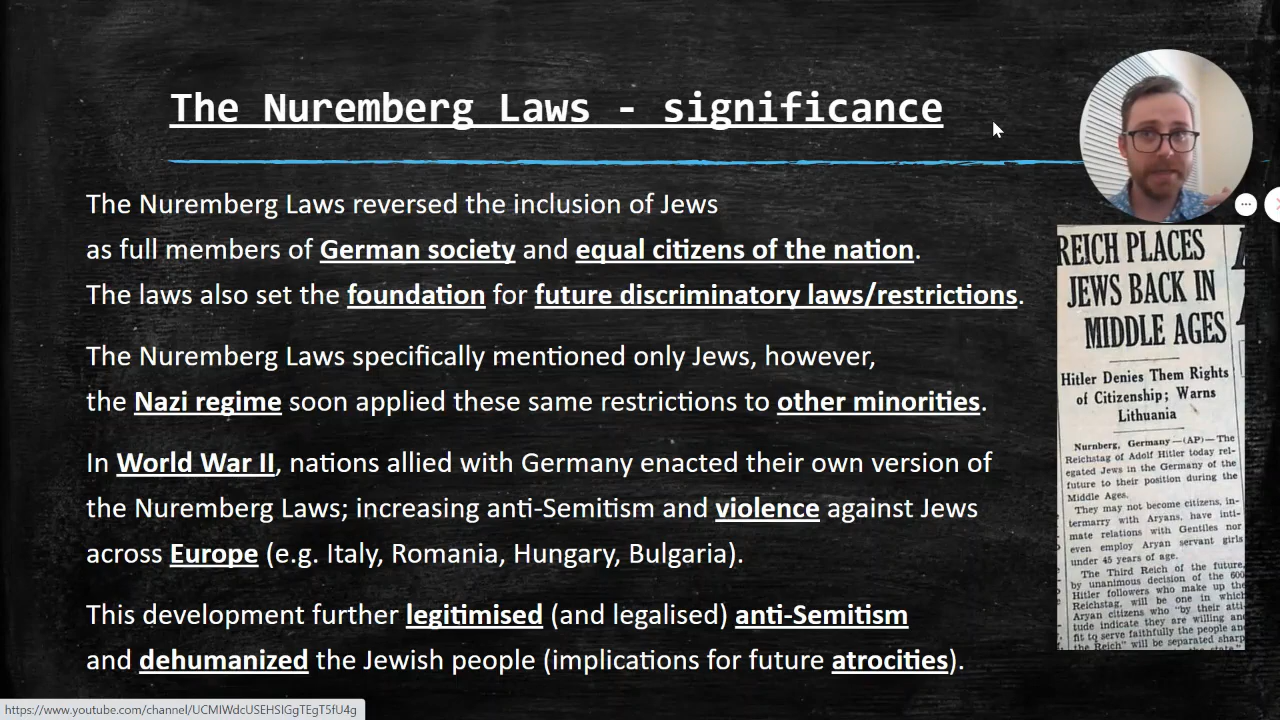 The Nuremberg Laws - significance
The Nuremberg Laws reversed the inclusion of Jews
as full members of German society and equal citizens of the nation.
The laws also set the foundation for future discriminatory laws/restrictions.
The Nuremberg Laws specifically mentioned only Jews, however,
the Nazi regime soon applied these same restrictions to other minorities.
In World War II, nations allied with Germany enacted their own version of
the Nuremberg Laws; increasing anti-Semitism and violence against Jews
across Europe (e.g. Italy, Romania, Hungary, Bulgaria).
This development further legitimised (and legalised) anti-Semitism
and dehumanized the Jewish people (implications for future atrocities).
REICH PLACES
JEWS BACK IN
MIDDLE AGES
Hitler Denies Them Rights
of Citizenship; Warns
Lithuania
Nurnberg, Germany—(AP)—The
Reichstag of Adolf Hitler today rel-
egated Jews in the Germany of the
future to their position during the
Middle Ages.
They may not become citizens, in-
termarry with Aryans, have inti-
mate relations with Gentiles nor
even employ Aryan servant girls
under 45 years of age.
The Third Reich of the future,
by unanimous decision of the 600
Hitler followers who make up the
Reichstag, will be one in which
Aryan citizens who "by their atti-
tude indicate they are willing and
fit to serve faithfully the people and
the Reich" will be separated sharp
https://www.youtube.com/channel/UCMIWdcUSEHSIGgTEgT5fU4g